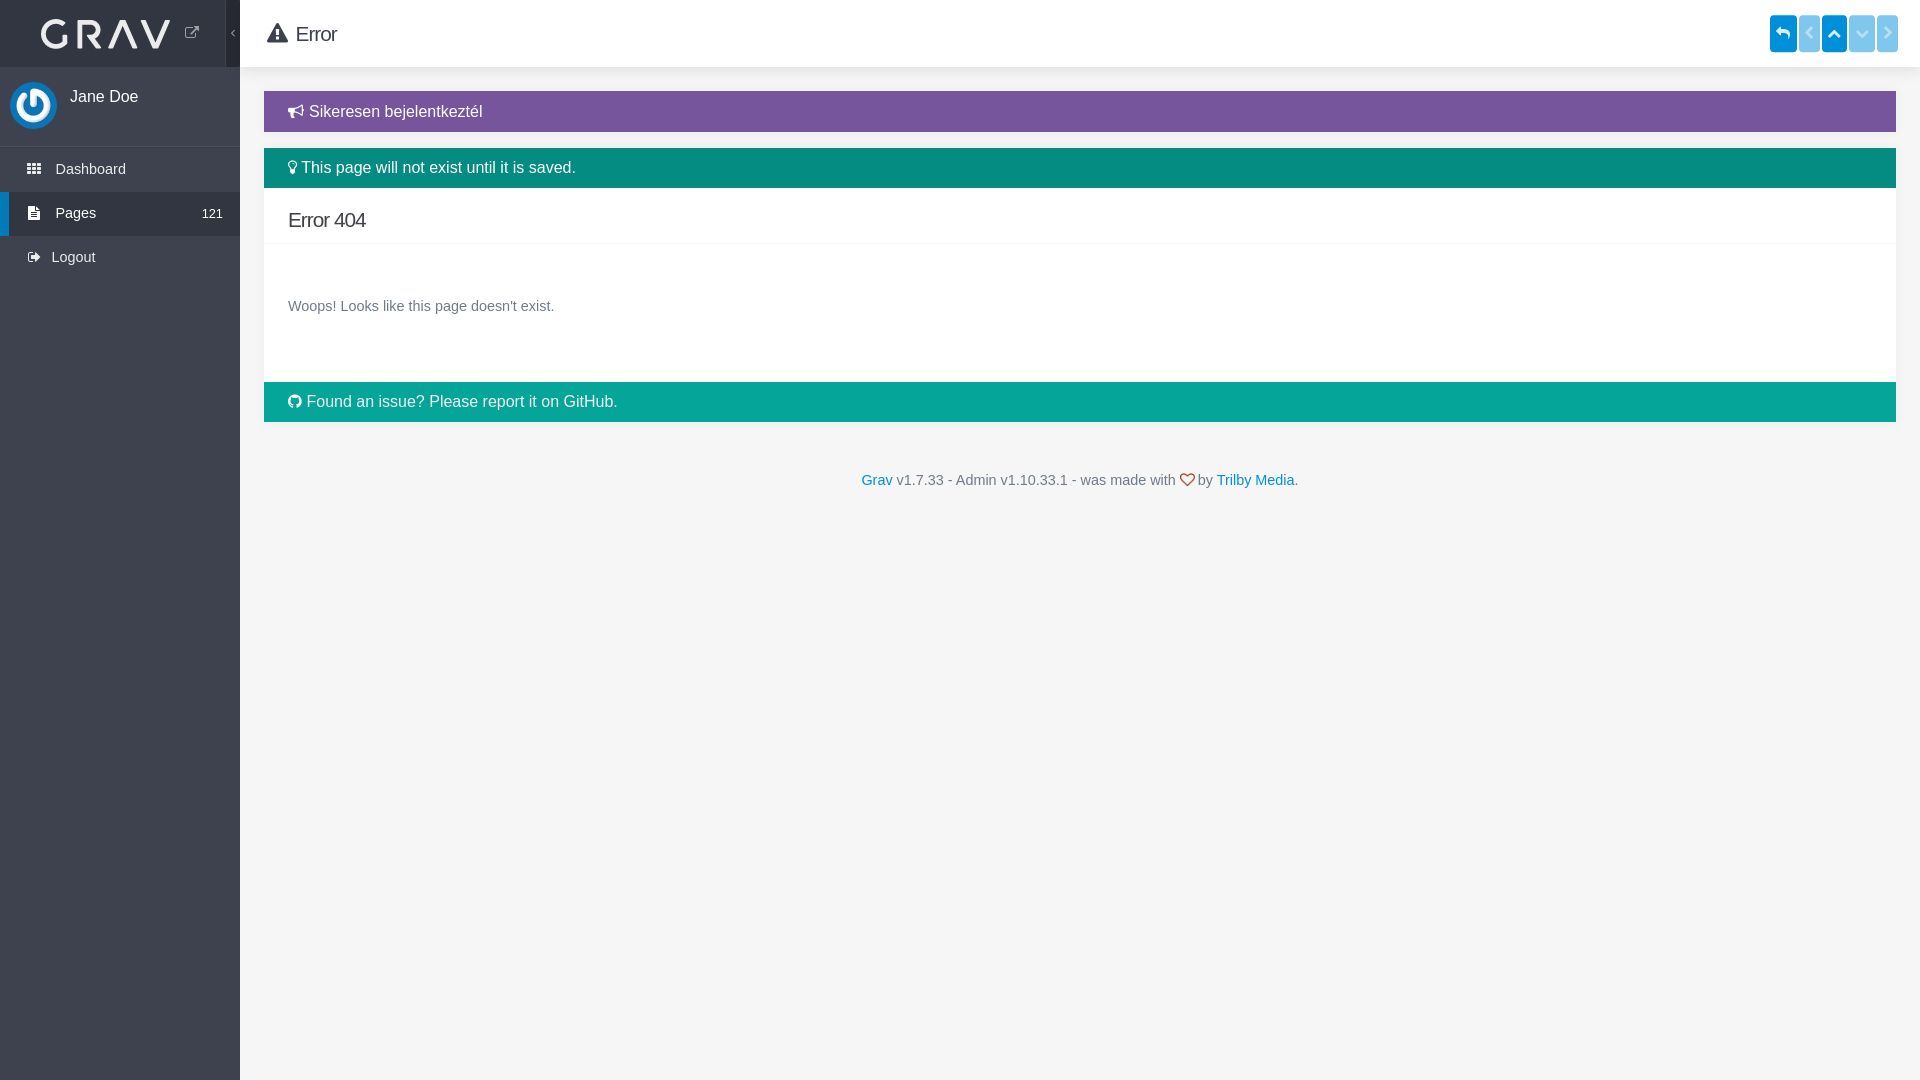 GRAV
Error
Jane Doe
Dashboard
Pages 121
Logout
Sikeresen bejelentkeztél
This page will not exist until it is saved.
Error 404
Woops! Looks like this page doesn't exist.
Found an issue? Please report it on GitHub.
Grav v1.7.33 - Admin v1.10.33.1 - was made with by Trilby Media.